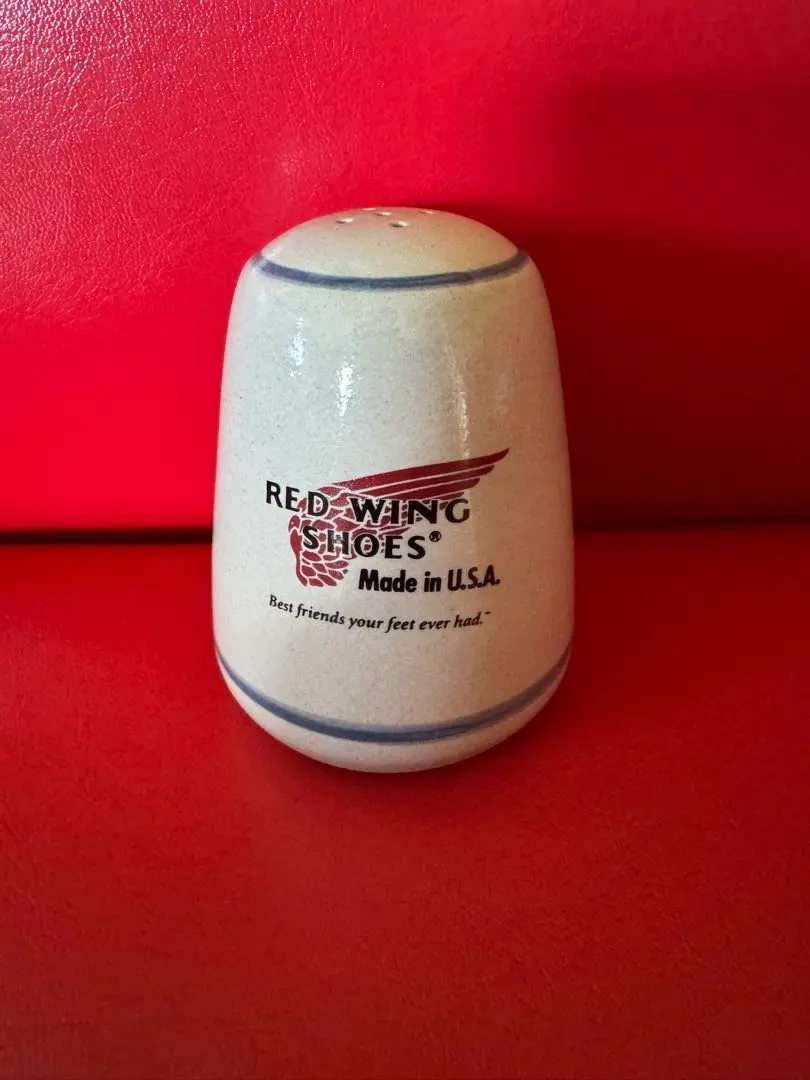 RED WING
SHOES®
Made in U.S.A.
Best friends your feet ever had.™